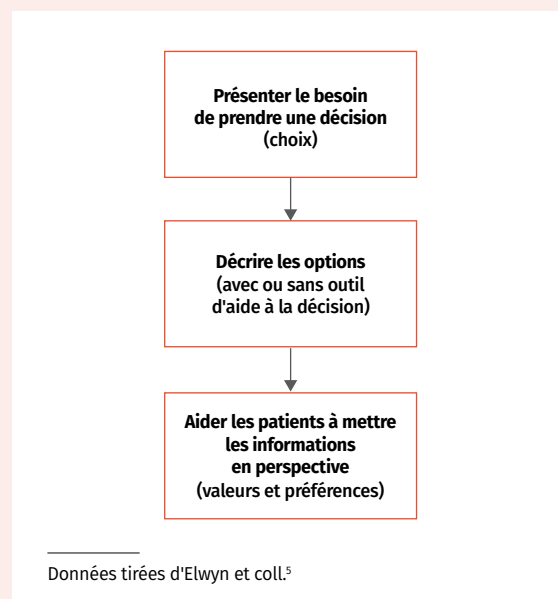 Présenter le besoin
de prendre une décision
(choix)
Décrire les options
(avec ou sans outil
d'aide à la décision)
Aider les patients à mettre
les informations
en perspective
(valeurs et préférences)
Données tirées d'Elwyn et coll.⁵